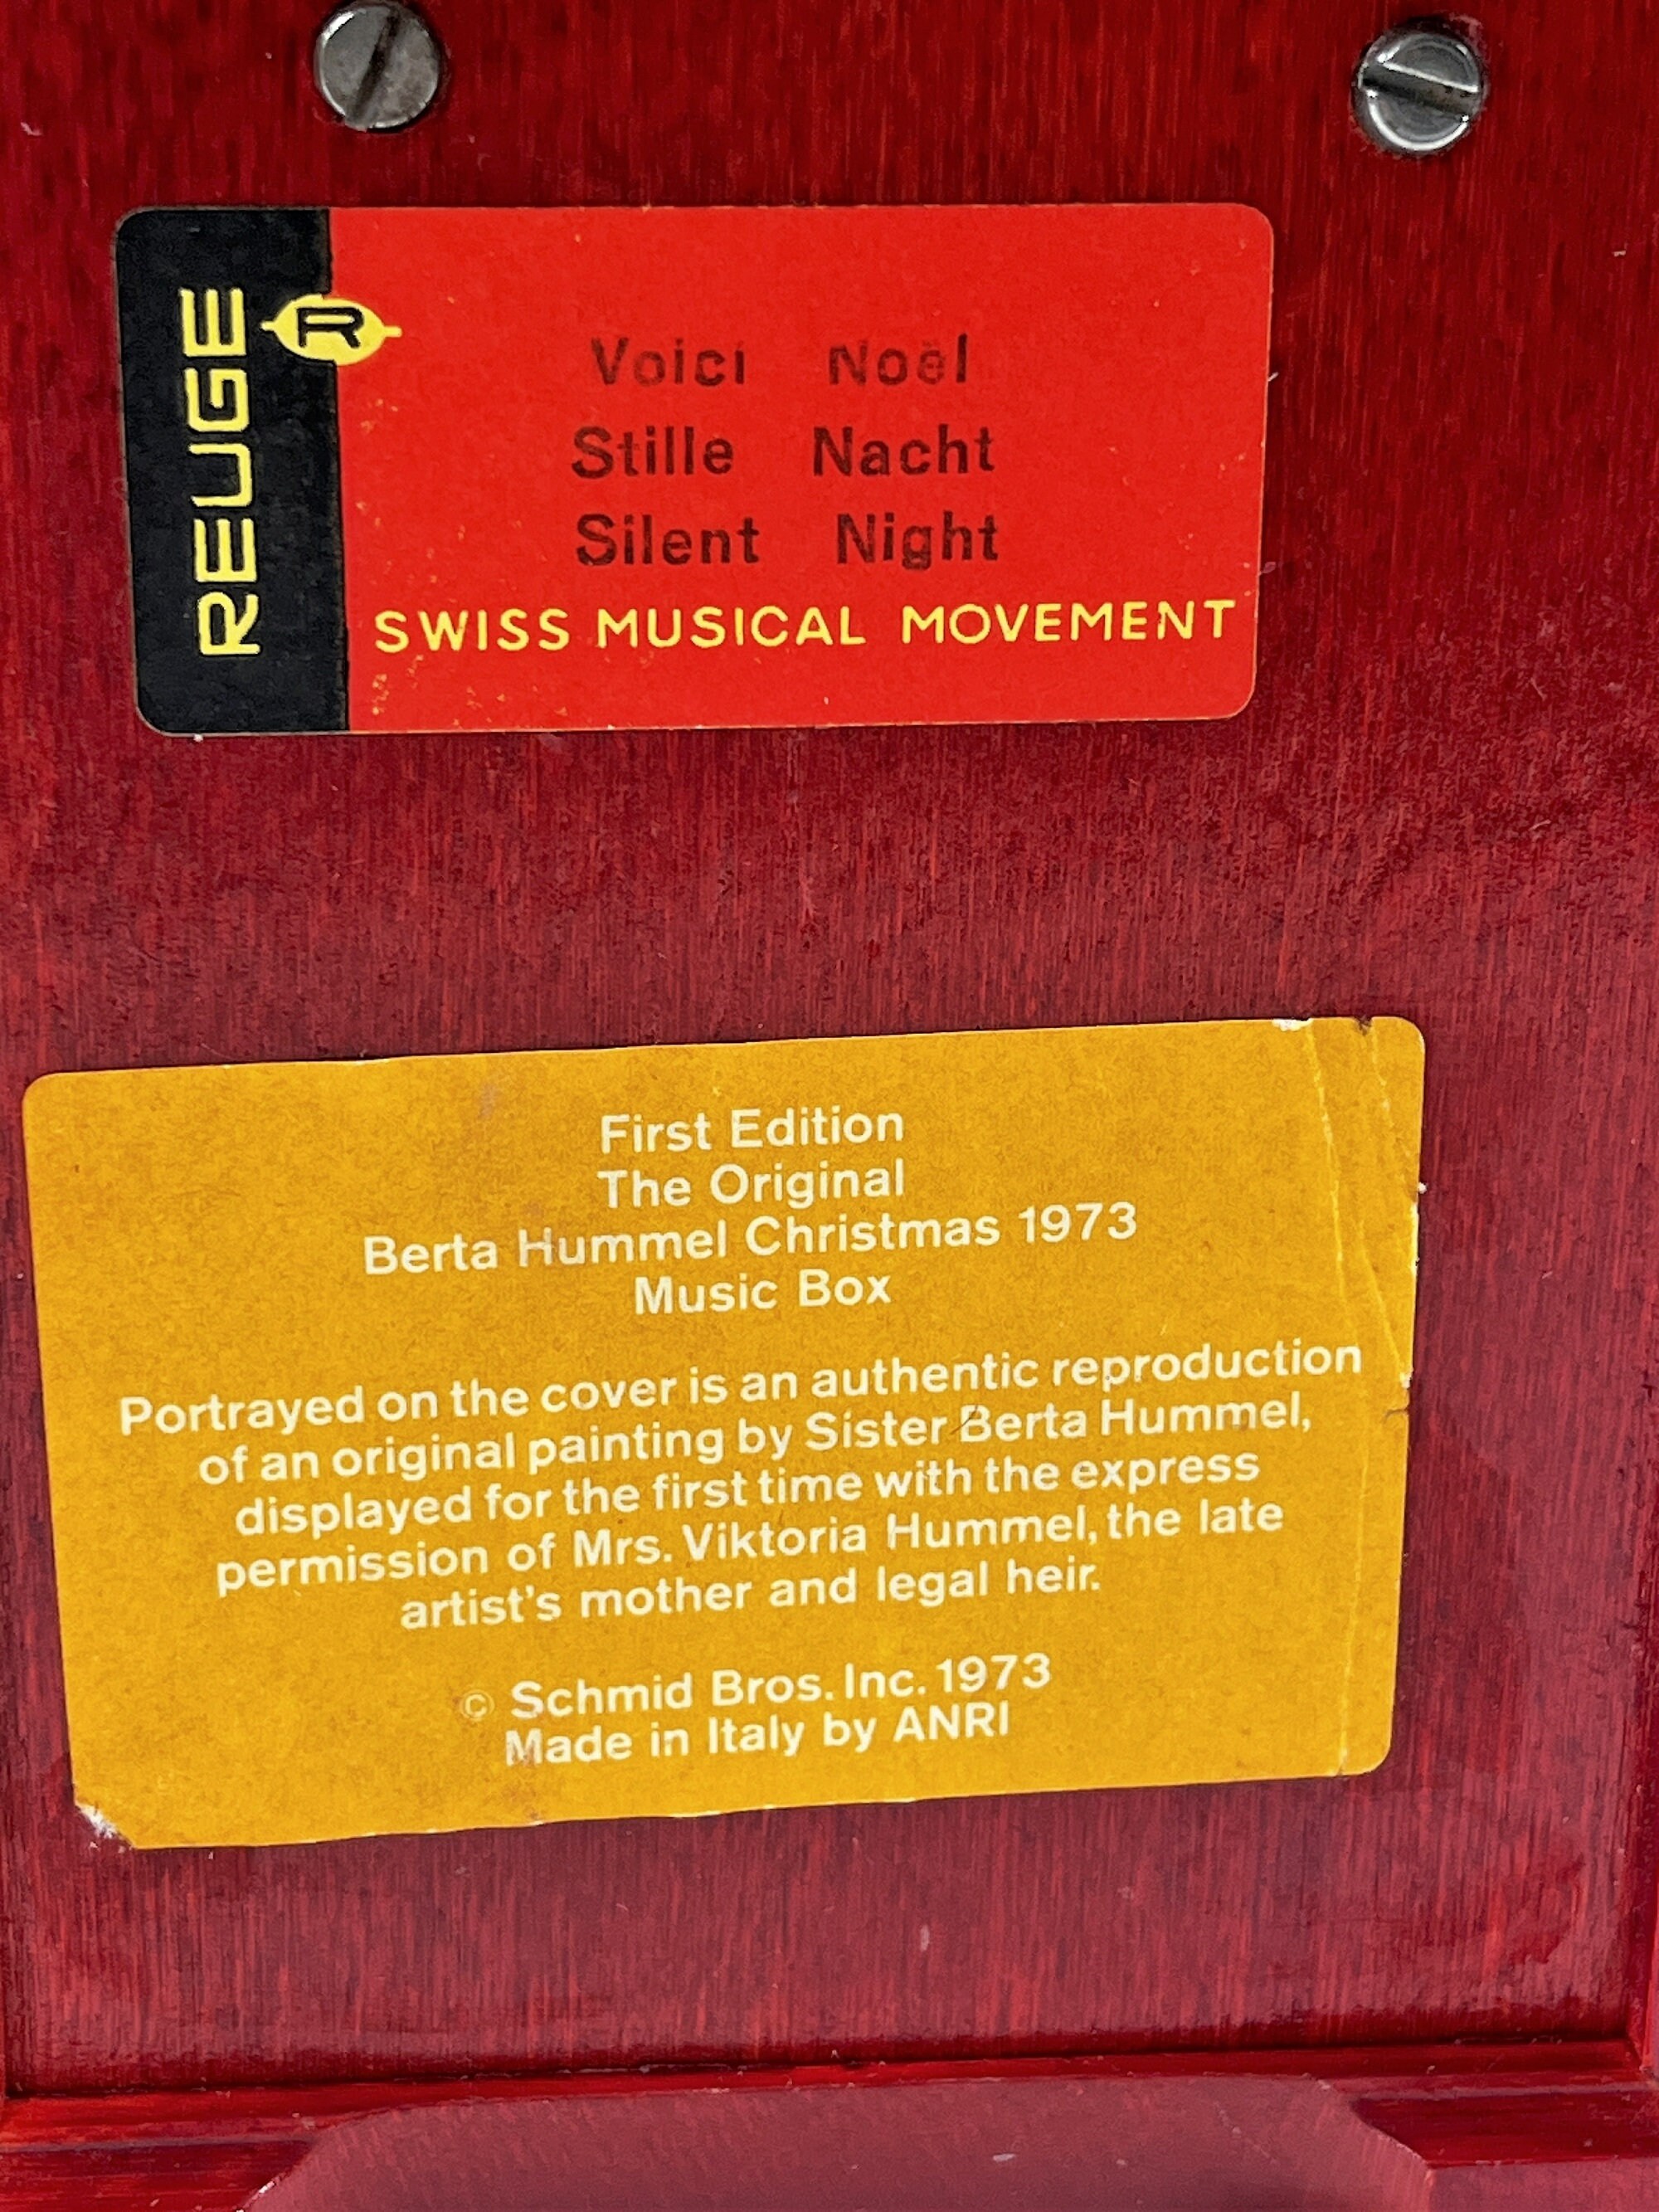 REUGE
R
Voici Noël
Stille Nacht
Silent Night
SWISS MUSICAL MOVEMENT
First Edition
The Original
Berta Hummel Christmas 1973
Music Box
Portrayed on the cover is an authentic reproduction
of an original painting by Sister Berta Hummel,
displayed for the first time with the express
permission of Mrs. Viktoria Hummel, the late
artist's mother and legal heir.
© Schmid Bros. Inc. 1973
Made in Italy by ANRI